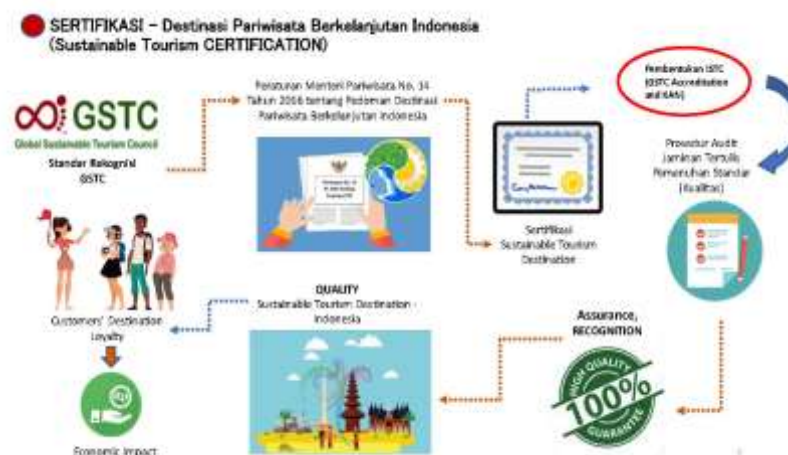 SERTIFIKASI – Destinasi Pariwisata Berkelanjutan Indonesia
(Sustainable Tourism CERTIFICATION)
GSTC
Global Sustainable Tourism Council
Standar Rekognisi
GSTC
Peraturan Menteri Pariwisata No. 14
Tahun 2016 tentang Pedoman Destinasi
Pariwisata Berkelanjutan Indonesia
Sertifikasi
Sustainable Tourism
Destination
Pembentukan ISTC
(GSTC Accreditation
and KAN)
Prosedur Audit
Jaminan Tertulis
Pemenuhan Standar
(Kualitas)
Assurance,
RECOGNITION
HIGH QUALITY
100%
GUARANTEE
QUALITY
Sustainable Tourism Destination -
Indonesia
Customers' Destination
Loyalty
Economic Impact